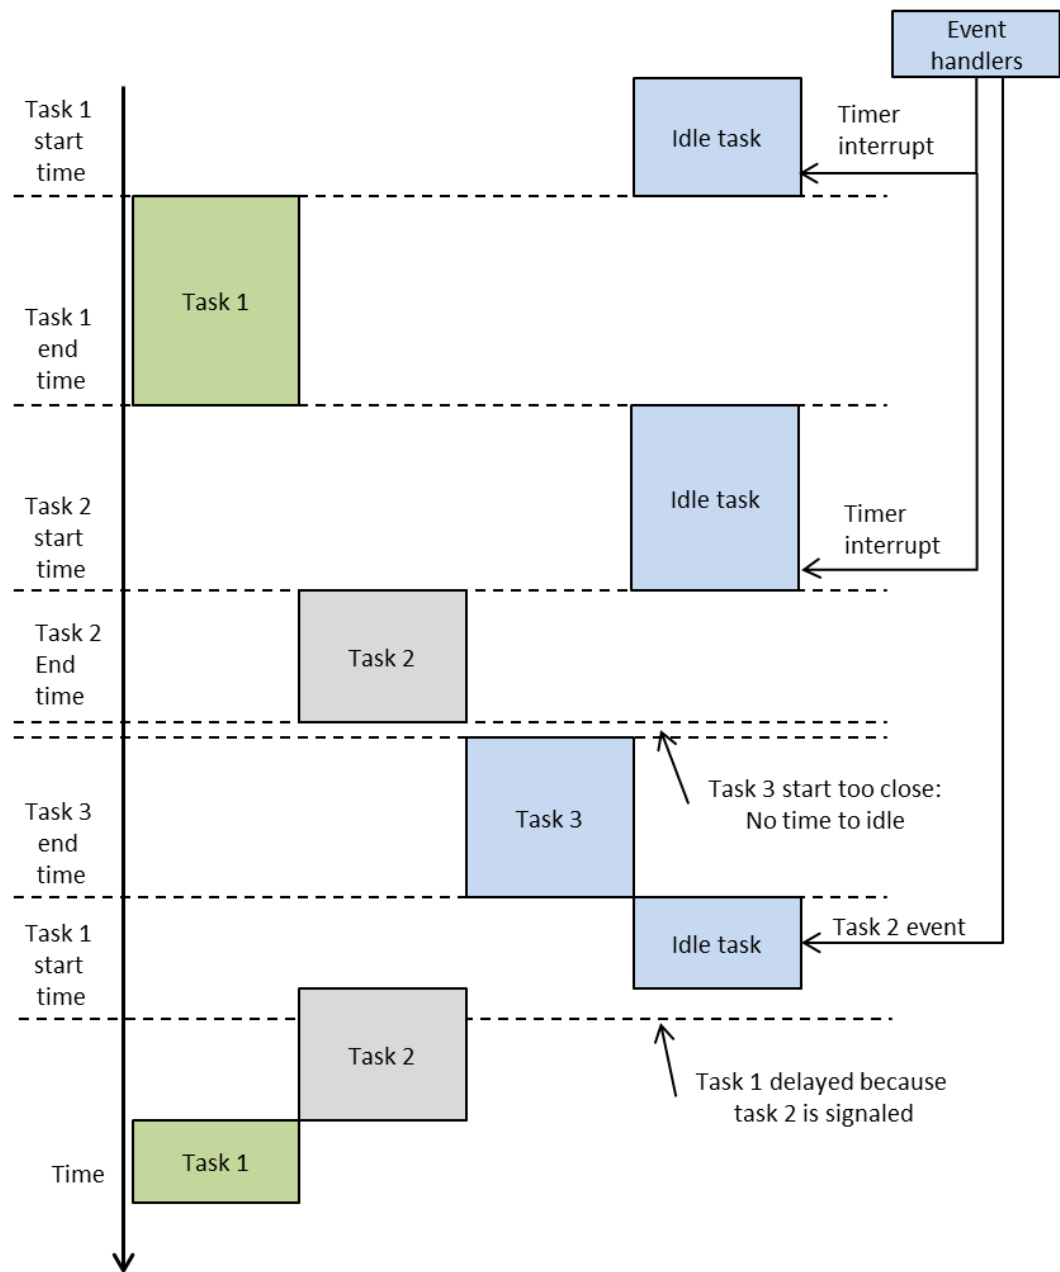 Event
handlers
Task 1
start
time
Idle task
Timer
interrupt
Task 1
Task 1
end
time
Task 2
start
time
Idle task
Timer
interrupt
Task 2
End
time
Task 2
Task 3 start too close:
No time to idle
Task 3
end
time
Task 3
Task 1
start
time
Idle task
Task 2 event
Task 2
Task 1 delayed because
task 2 is signaled
Time
Task 1